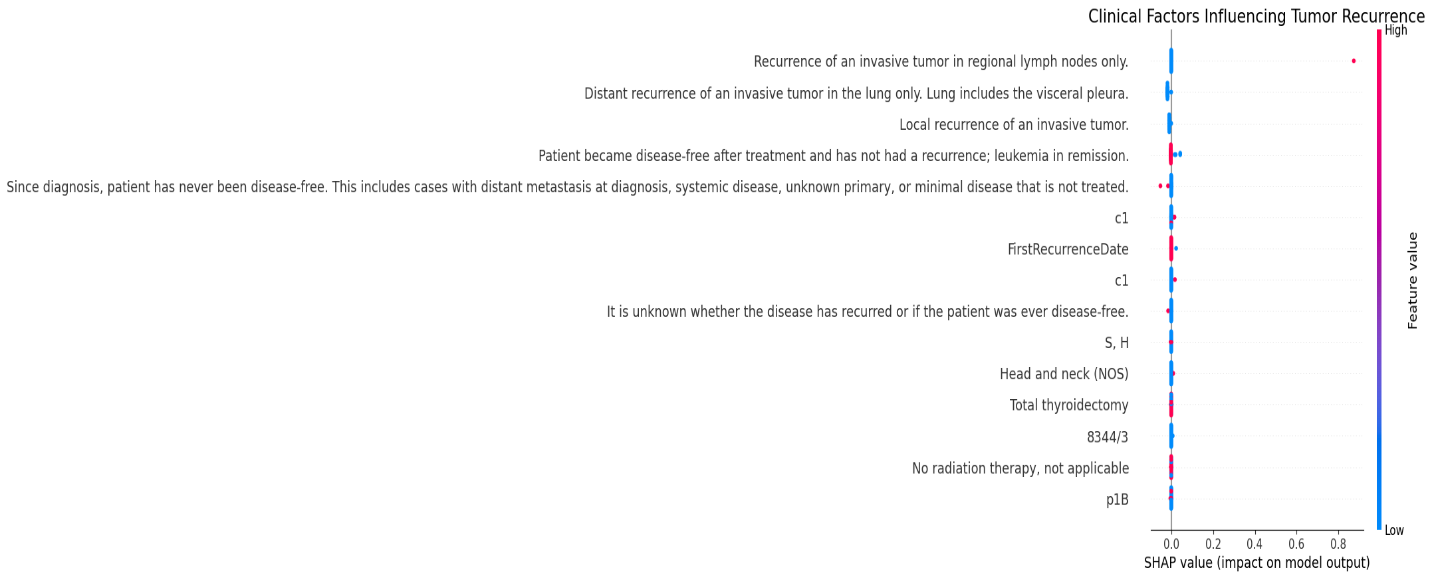 Clinical Factors Influencing Tumor Recurrence
High
Recurrence of an invasive tumor in regional lymph nodes only.
Distant recurrence of an invasive tumor in the lung only. Lung includes the visceral pleura.
Local recurrence of an invasive tumor.
Patient became disease-free after treatment and has not had a recurrence; leukemia in remission.
Since diagnosis, patient has never been disease-free. This includes cases with distant metastasis at diagnosis, systemic disease, unknown primary, or minimal disease that is not treated.
c1
FirstRecurrenceDate
c1
It is unknown whether the disease has recurred or if the patient was ever disease-free.
S, H
Head and neck (NOS)
Total thyroidectomy
8344/3
No radiation therapy, not applicable
p1B
Feature value
Low
0.0 0.2 0.4 0.6 0.8
SHAP value (impact on model output)